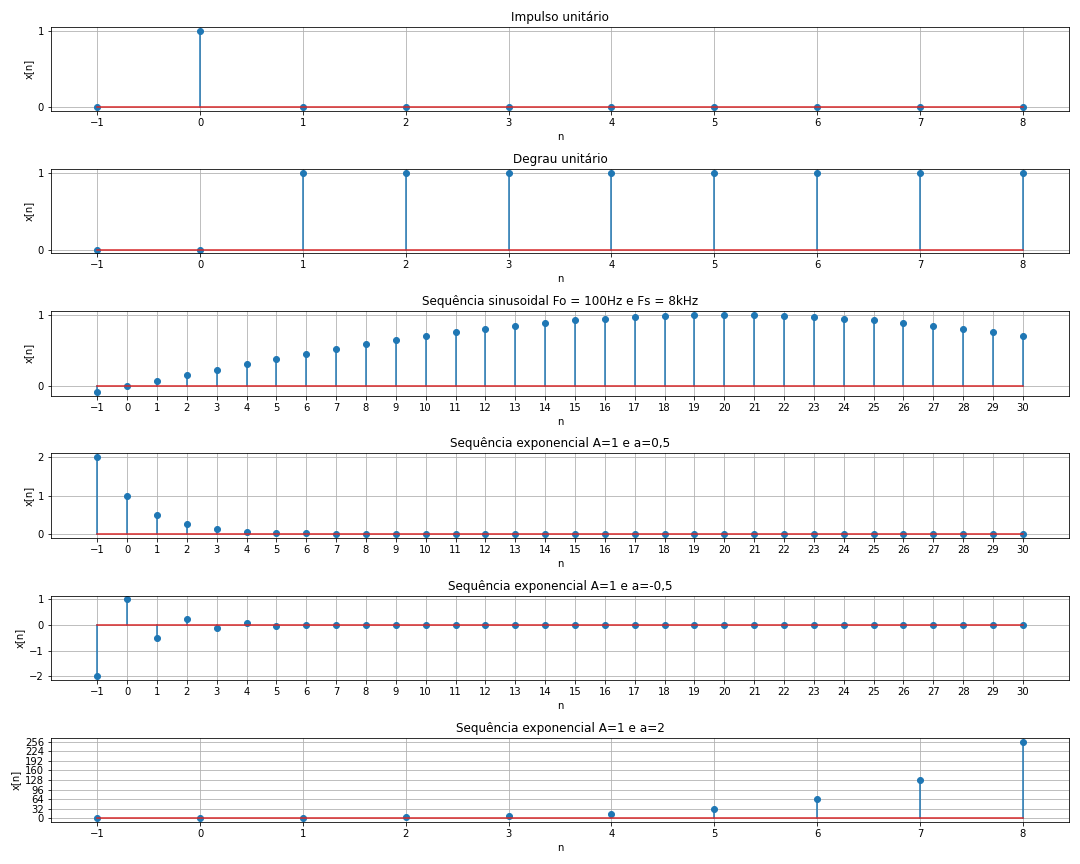 Impulso unitário
1
x[n]
0
−1 0 1 2 3 4 5 6 7 8
n
Degrau unitário
1
x[n]
0
−1 0 1 2 3 4 5 6 7 8
n
Sequência sinusoidal Fo = 100Hz e Fs = 8kHz
1
x[n]
0
−1 0 1 2 3 4 5 6 7 8 9 10 11 12 13 14 15 16 17 18 19 20 21 22 23 24 25 26 27 28 29 30
n
Sequência exponencial A=1 e a=0,5
2
1
x[n]
0
−1 0 1 2 3 4 5 6 7 8 9 10 11 12 13 14 15 16 17 18 19 20 21 22 23 24 25 26 27 28 29 30
n
Sequência exponencial A=1 e a=-0,5
1
0
x[n]
−1
−2
−1 0 1 2 3 4 5 6 7 8 9 10 11 12 13 14 15 16 17 18 19 20 21 22 23 24 25 26 27 28 29 30
n
Sequência exponencial A=1 e a=2
256
224
192
160
x[n]
128
96
64
32
0
−1 0 1 2 3 4 5 6 7 8
n